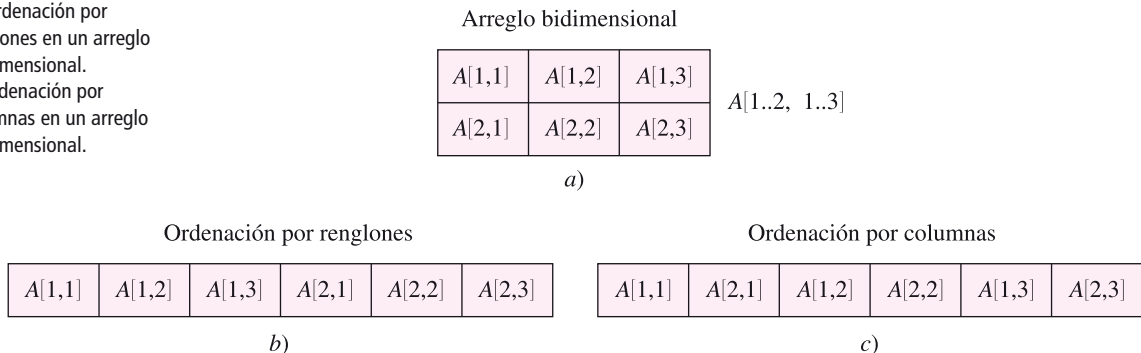 rdenación por
ones en un arreglo
mensional.
denación por
mnas en un arreglo
mensional.
Arreglo bidimensional
A[1,1] A[1,2] A[1,3]
A[2,1] A[2,2] A[2,3]
A[1..2, 1..3]
a)
Ordenación por renglones
A[1,1] A[1,2] A[1,3] A[2,1] A[2,2] A[2,3]
b)
Ordenación por columnas
A[1,1] A[2,1] A[1,2] A[2,2] A[1,3] A[2,3]
c)